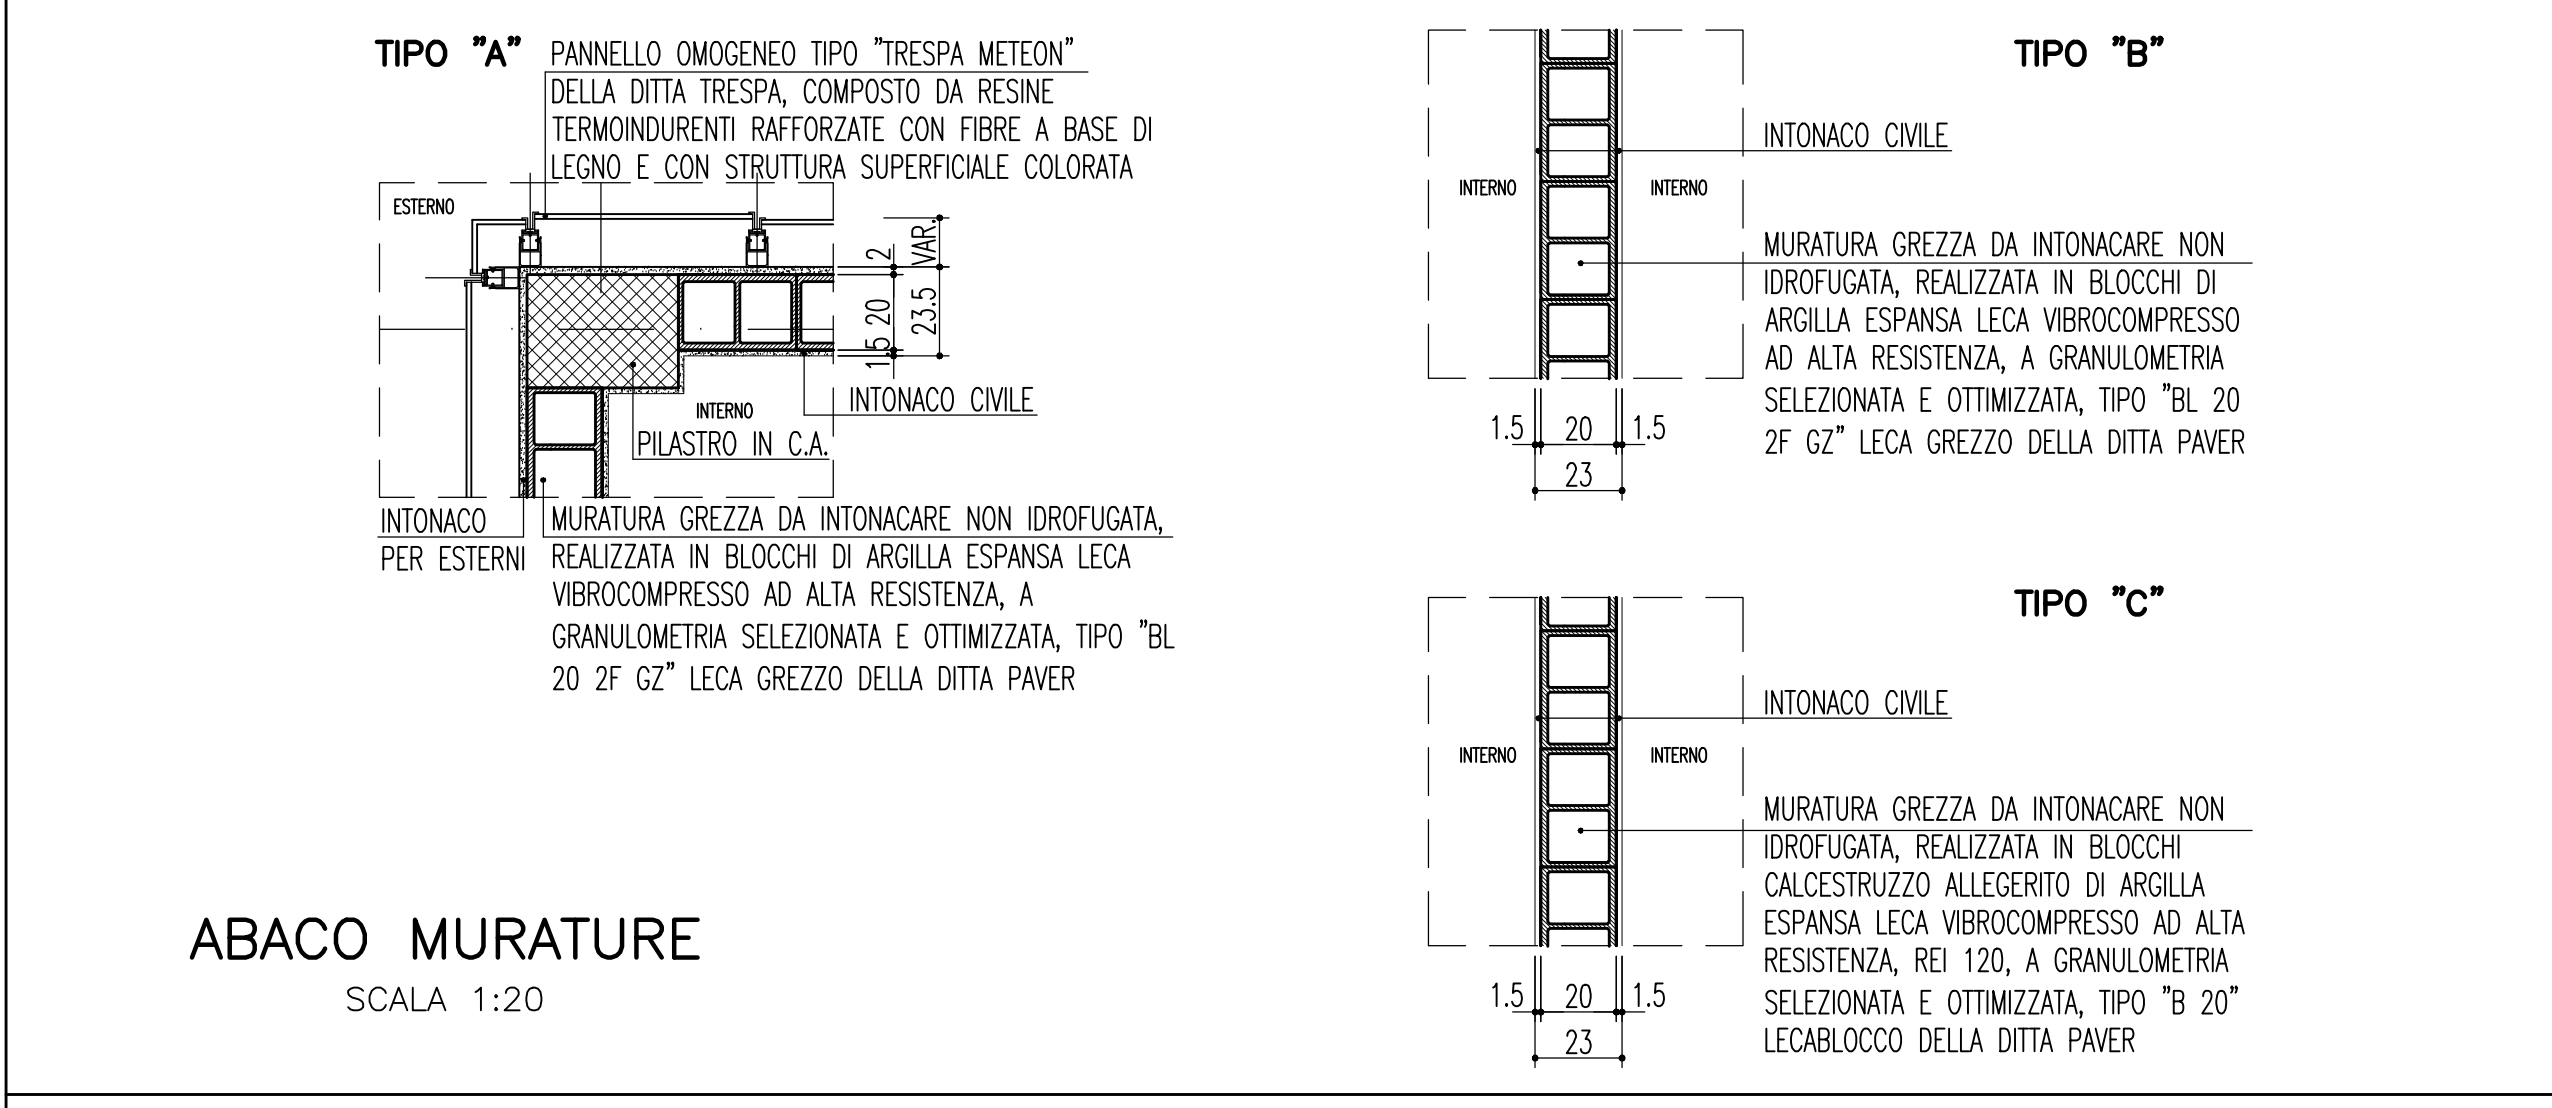 TIPO "A"
PANNELLO OMOGENEO TIPO "TRESPA METEON"
DELLA DITTA TRESPA, COMPOSTO DA RESINE
TERMOINDURENTI RAFFORZATE CON FIBRE A BASE DI
LEGNO E CON STRUTTURA SUPERFICIALE COLORATA
ESTERNO
VAR.
2
23.5
20
1.5
INTONACO CIVILE
INTERNO
PILASTRO IN C.A.
INTONACO
PER ESTERNI
MURATURA GREZZA DA INTONACARE NON IDROFUGATA,
REALIZZATA IN BLOCCHI DI ARGILLA ESPANSA LECA
VIBROCOMPRESSO AD ALTA RESISTENZA, A
GRANULOMETRIA SELEZIONATA E OTTIMIZZATA, TIPO "BL
20 2F GZ" LECA GREZZO DELLA DITTA PAVER
TIPO "B"
INTONACO CIVILE
INTERNO
INTERNO
MURATURA GREZZA DA INTONACARE NON
IDROFUGATA, REALIZZATA IN BLOCCHI DI
ARGILLA ESPANSA LECA VIBROCOMPRESSO
AD ALTA RESISTENZA, A GRANULOMETRIA
SELEZIONATA E OTTIMIZZATA, TIPO "BL 20
2F GZ" LECA GREZZO DELLA DITTA PAVER
1.5 20 1.5
23
TIPO "C"
INTONACO CIVILE
INTERNO
INTERNO
MURATURA GREZZA DA INTONACARE NON
IDROFUGATA, REALIZZATA IN BLOCCHI
CALCESTRUZZO ALLEGERITO DI ARGILLA
ESPANSA LECA VIBROCOMPRESSO AD ALTA
RESISTENZA, REI 120, A GRANULOMETRIA
SELEZIONATA E OTTIMIZZATA, TIPO "B 20"
LECABLOCCO DELLA DITTA PAVER
1.5 20 1.5
23
ABACO MURATURE
SCALA 1:20